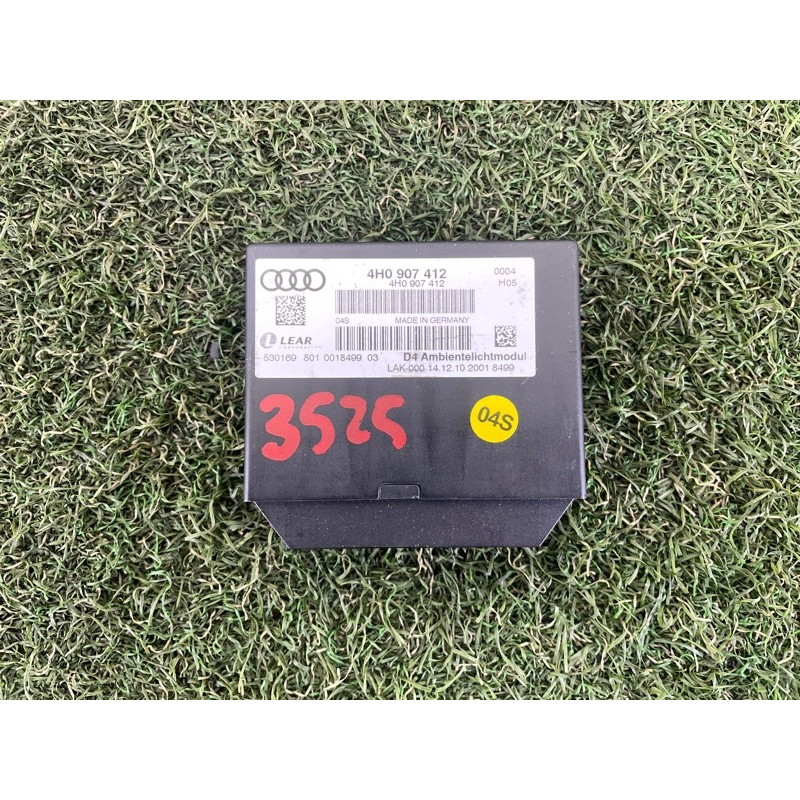 4H0 907 412 0004
4H0 907 412 H05
04S MADE IN GERMANY
LEAR
CORPORATION
530169 801 0018499 03 D4 Ambientelichtmodul
LAK-000 14.12.10 2001 8499
3525
04S